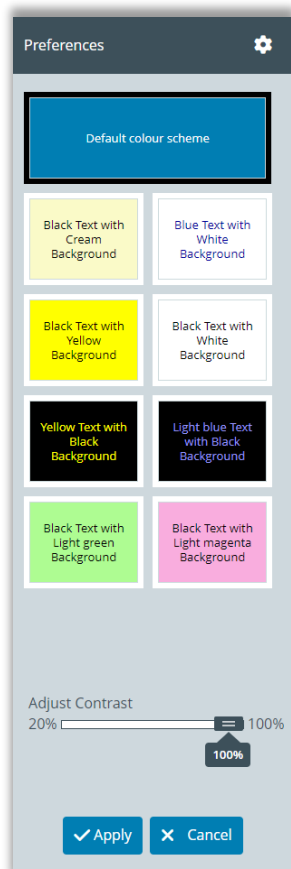 Preferences
Default colour scheme
Black Text with
Cream
Background
Blue Text with
White
Background
Black Text with
Yellow
Background
Black Text with
White
Background
Yellow Text with
Black
Background
Light blue Text
with Black
Background
Black Text with
Light green
Background
Black Text with
Light magenta
Background
Adjust Contrast
20% 100%
100%
Apply Cancel